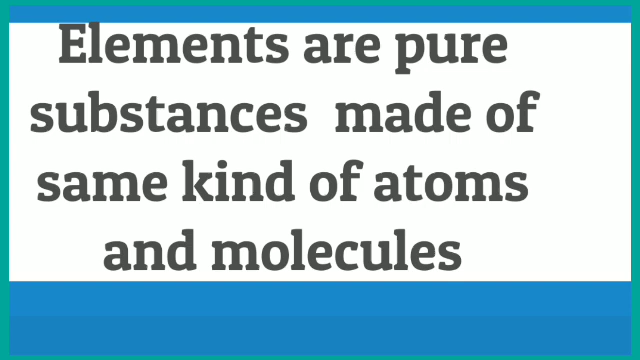 Elements are pure
substances made of
same kind of atoms
and molecules